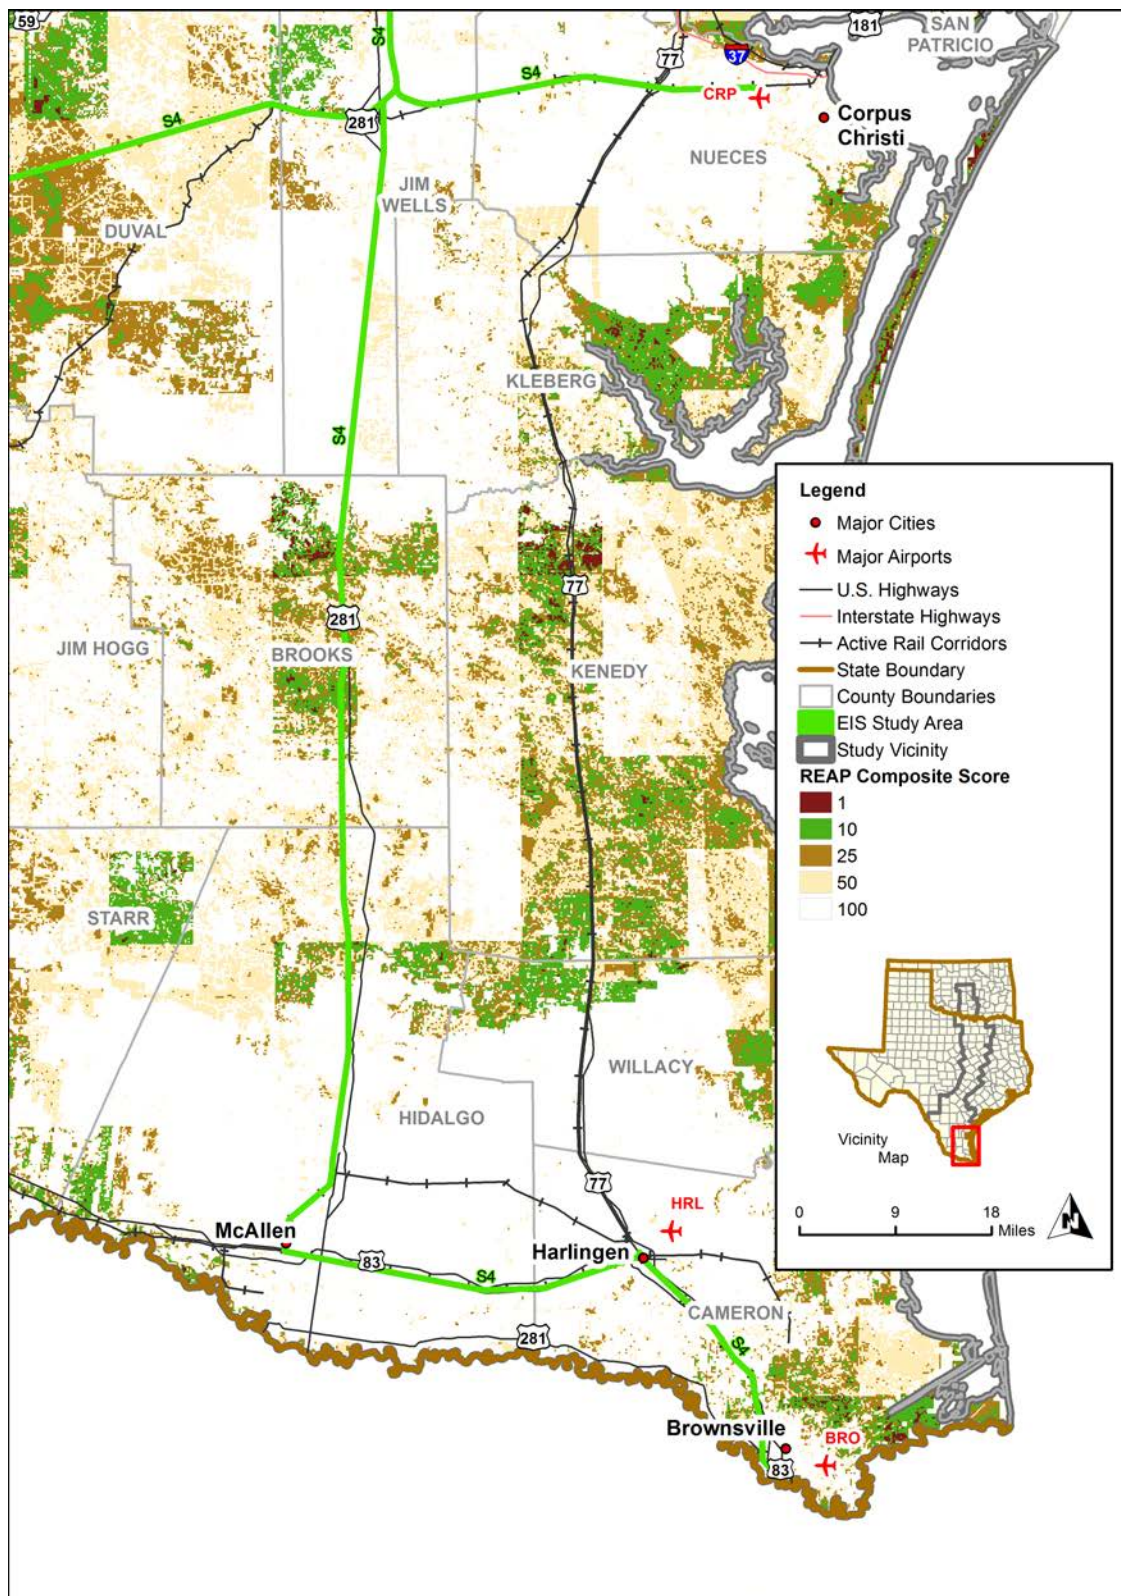 59
181
SAN
PATRICIO
S4
77
37
S4
CRP
S4
281
Corpus
Christi
NUECES
JIM
WELLS
DUVAL
KLEBERG
S4
Legend
Major Cities
Major Airports
U.S. Highways
Interstate Highways
Active Rail Corridors
State Boundary
County Boundaries
EIS Study Area
Study Vicinity
REAP Composite Score
1
10
25
50
100
77
281
JIM HOGG
BROOKS
KENEDY
STARR
WILLACY
HIDALGO
Vicinity
Map
0
9
18
Miles
N
77
HRL
McAllen
Harlingen
83
S4
CAMERON
281
S4
Brownsville
BRO
83